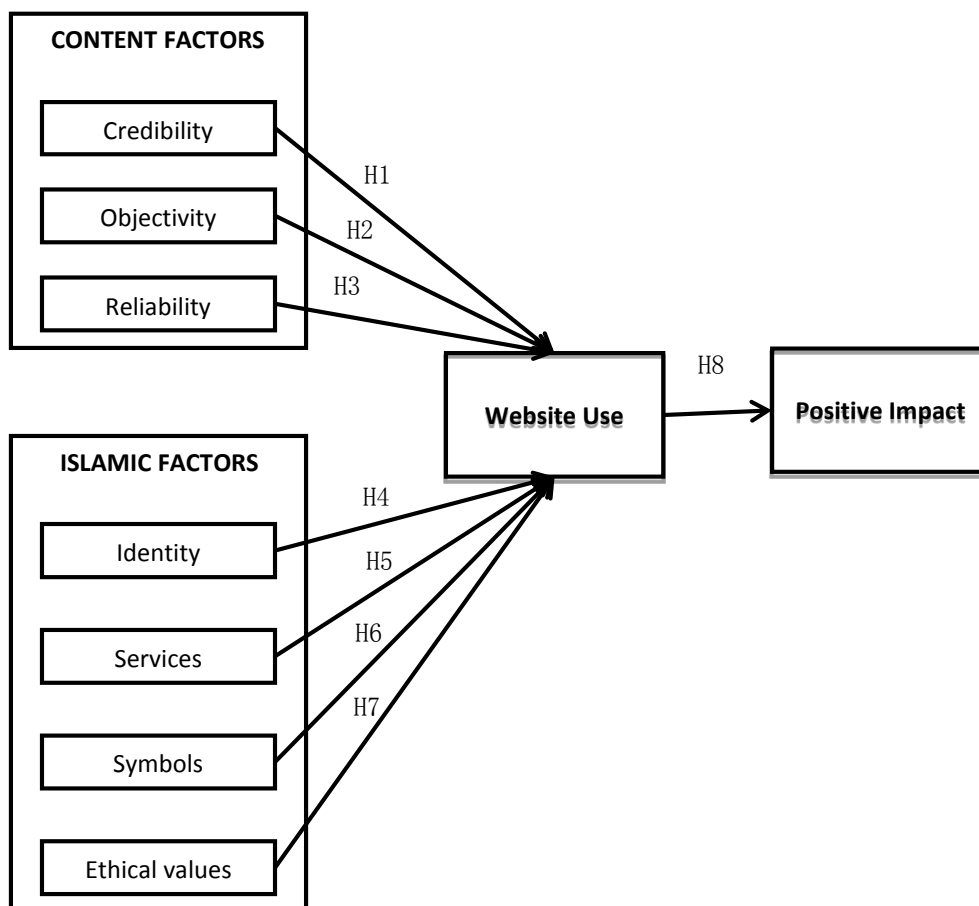 CONTENT FACTORS
Credibility
H1
Objectivity
H2
Reliability
H3
Website Use
H8
Positive Impact
ISLAMIC FACTORS
Identity
H4
Services
H5
Symbols
H6
Ethical values
H7